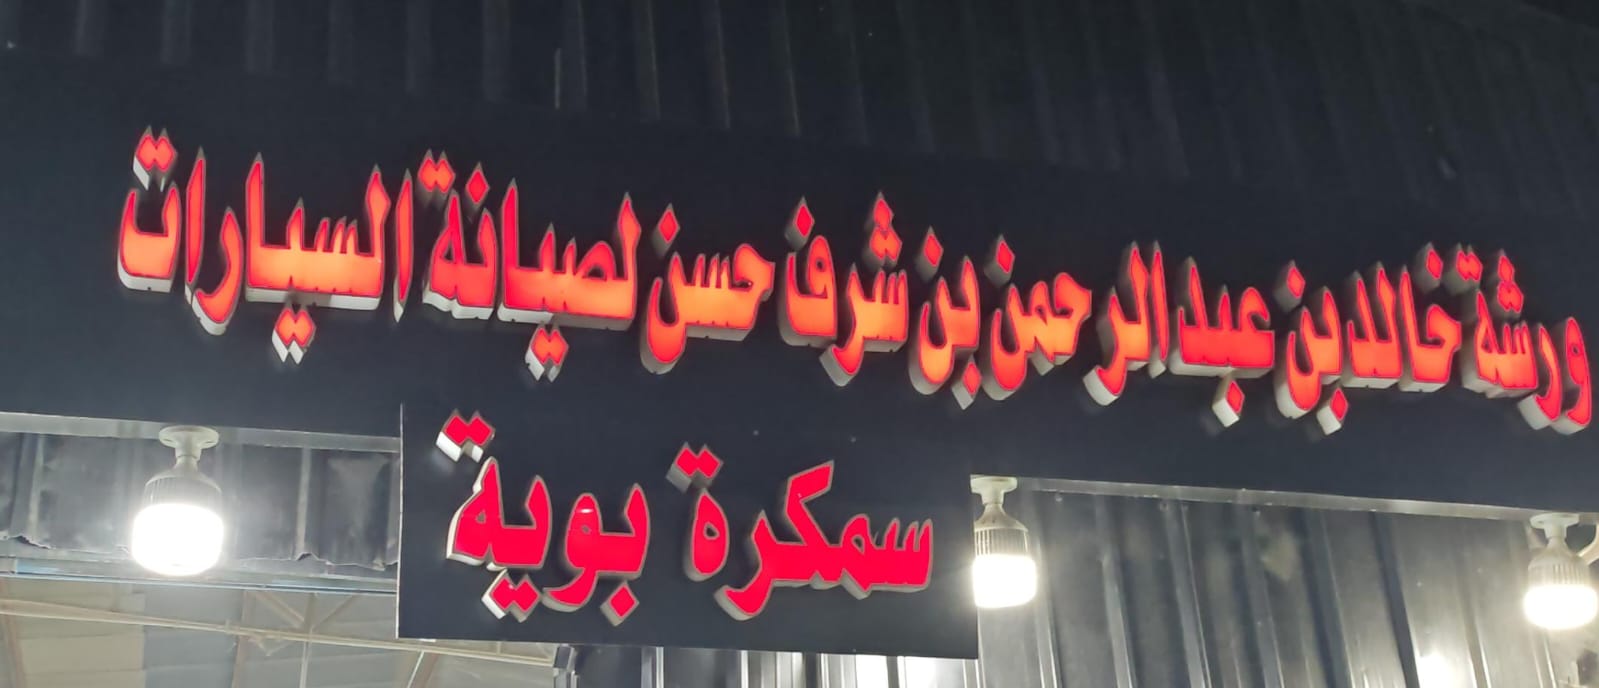 ورشة خالد بن عبد الرحمن بن شرف حسن لصيانة السيارات
سمكرة بوية